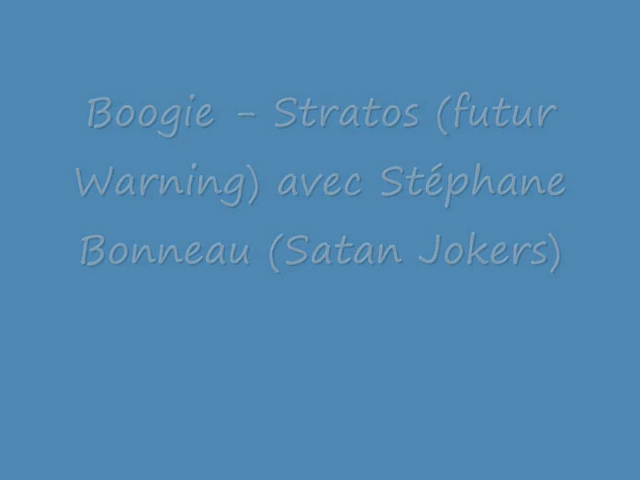 Boogie - Stratos (futur
Warning) avec Stéphane
Bonneau (Satan Jokers)